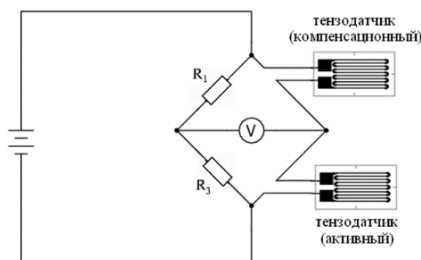 тензодатчик
(компенсационный)
R1
V
R3
тензодатчик
(активный)